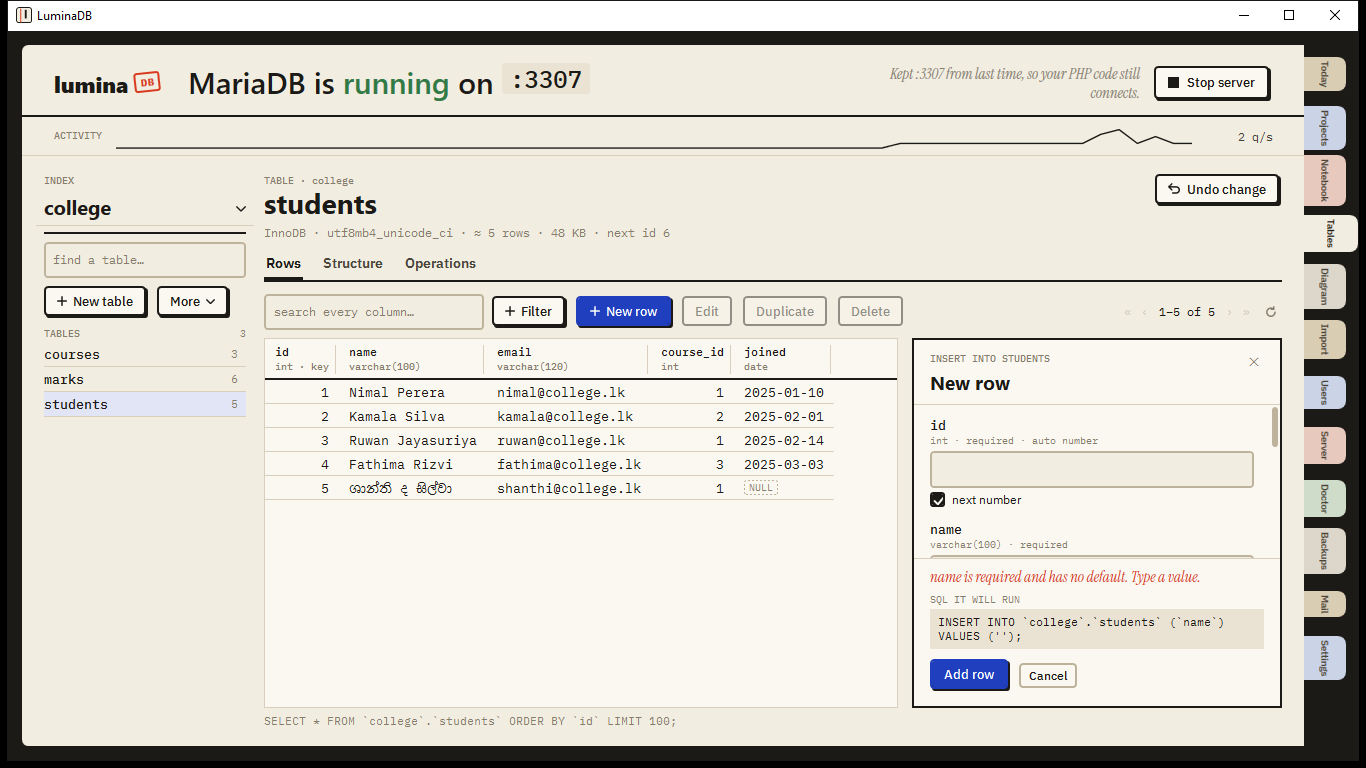 LuminaDB
lumina DB
MariaDB is running on :3307
Kept :3307 from last time, so your PHP code still
connects.
Stop server
ACTIVITY
2 q/s
INDEX
college
find a table…
+ New table
More
TABLES 3
courses 3
marks 6
students 5
TABLE · college
students
InnoDB · utf8mb4_unicode_ci · ≈ 5 rows · 48 KB · next id 6
Undo change
Rows Structure Operations
search every column…
+ Filter
+ New row
Edit
Duplicate
Delete
« ‹ 1–5 of 5 › »
id name email course_id joined
int · key varchar(100) varchar(120) int date
1 Nimal Perera nimal@college.lk 1 2025-01-10
2 Kamala Silva kamala@college.lk 2 2025-02-01
3 Ruwan Jayasuriya ruwan@college.lk 1 2025-02-14
4 Fathima Rizvi fathima@college.lk 3 2025-03-03
5 ශාන්ති ද සිල්වා shanthi@college.lk 1 NULL
SELECT * FROM `college`.`students` ORDER BY `id` LIMIT 100;
INSERT INTO STUDENTS
New row
id
int · required · auto number
next number
name
varchar(100) · required
name is required and has no default. Type a value.
SQL IT WILL RUN
INSERT INTO `college`.`students` (`name`)
VALUES ('');
Add row
Cancel
Today
Projects
Notebook
Tables
Diagram
Import
Users
Server
Doctor
Backups
Mail
Settings